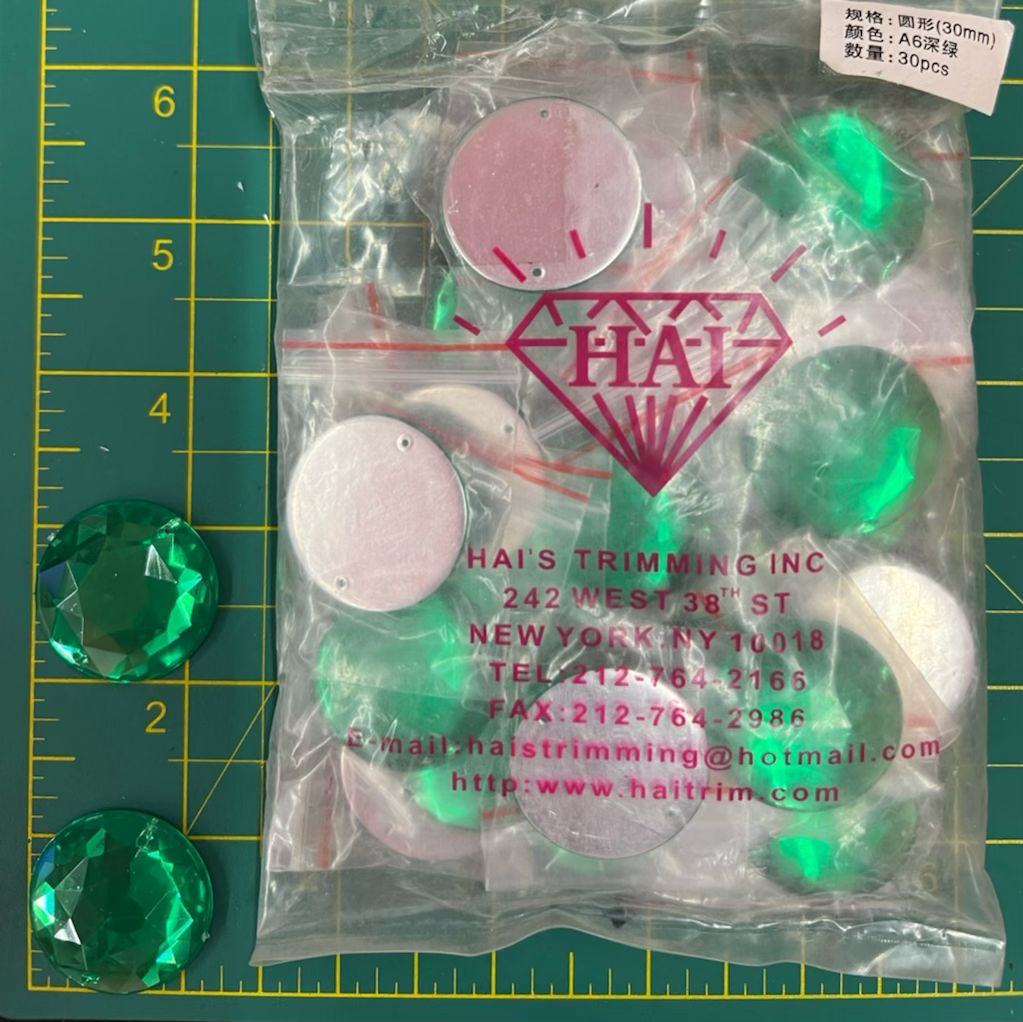 规格:圆形(30mm)
颜色:A6深绿
数量:30pcs
6
5
4
2
HAI
HAI'S TRIMMING INC
242 WEST 38TH ST
NEW YORK NY 10018
TEL:212-764-2166
FAX:212-764-2986
E-mail:haistrimming@hotmail.com
http:www.haitrim.com
6